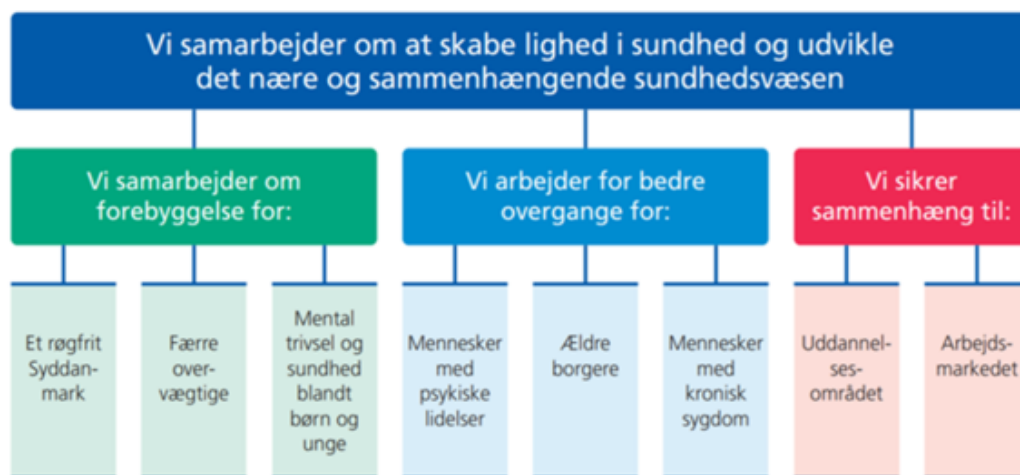 Vi samarbejder om at skabe lighed i sundhed og udvikle
det nære og sammenhængende sundhedsvæsen
Vi samarbejder om
forebyggelse for:
Vi arbejder for bedre
overgange for:
Vi sikrer
sammenhæng til:
Et røgfrit
Syddan-
mark
Færre
over-
vægtige
Mental
trivsel og
sundhed
blandt
børn og
unge
Mennesker
med
psykiske
lidelser
Ældre
borgere
Mennesker
med
kronisk
sygdom
Uddannel-
ses-
området
Arbejds-
markedet